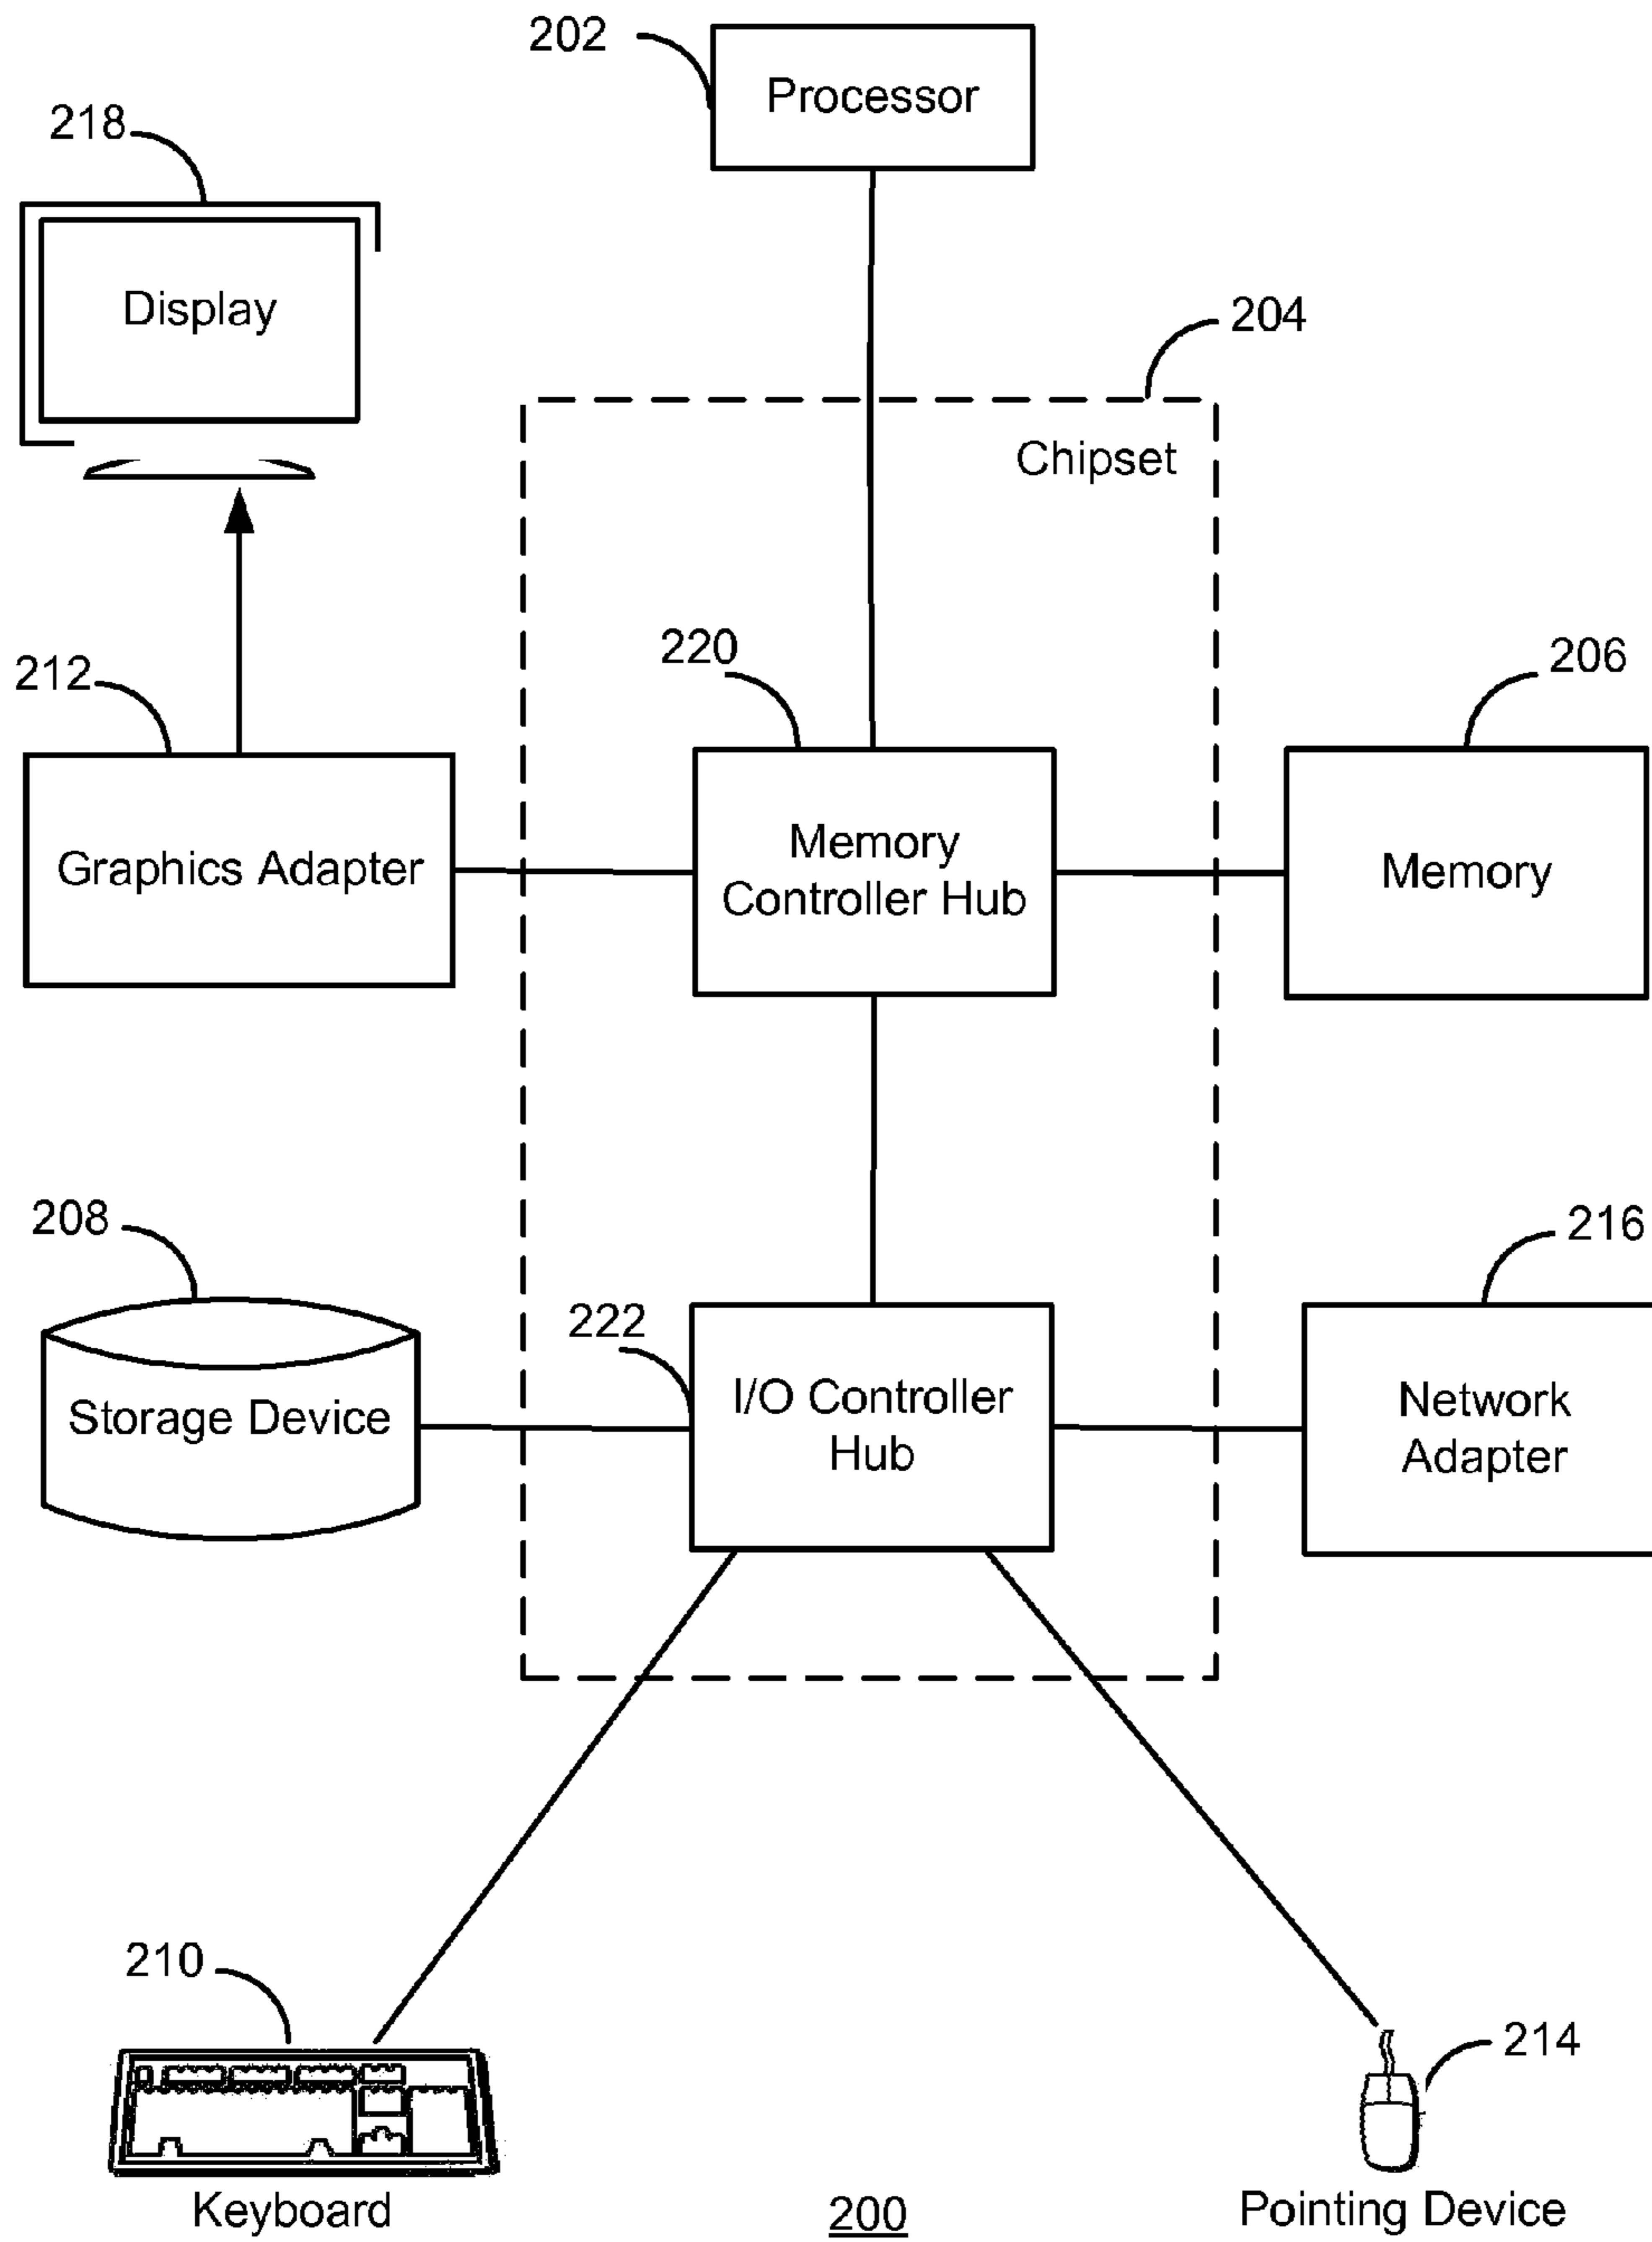 202
Processor
218
Display
204
Chipset
220
206
212
Memory
Controller Hub
Graphics Adapter
Memory
208
216
222
I/O Controller
Hub
Storage Device
Network
Adapter
210
214
Keyboard
200
Pointing Device